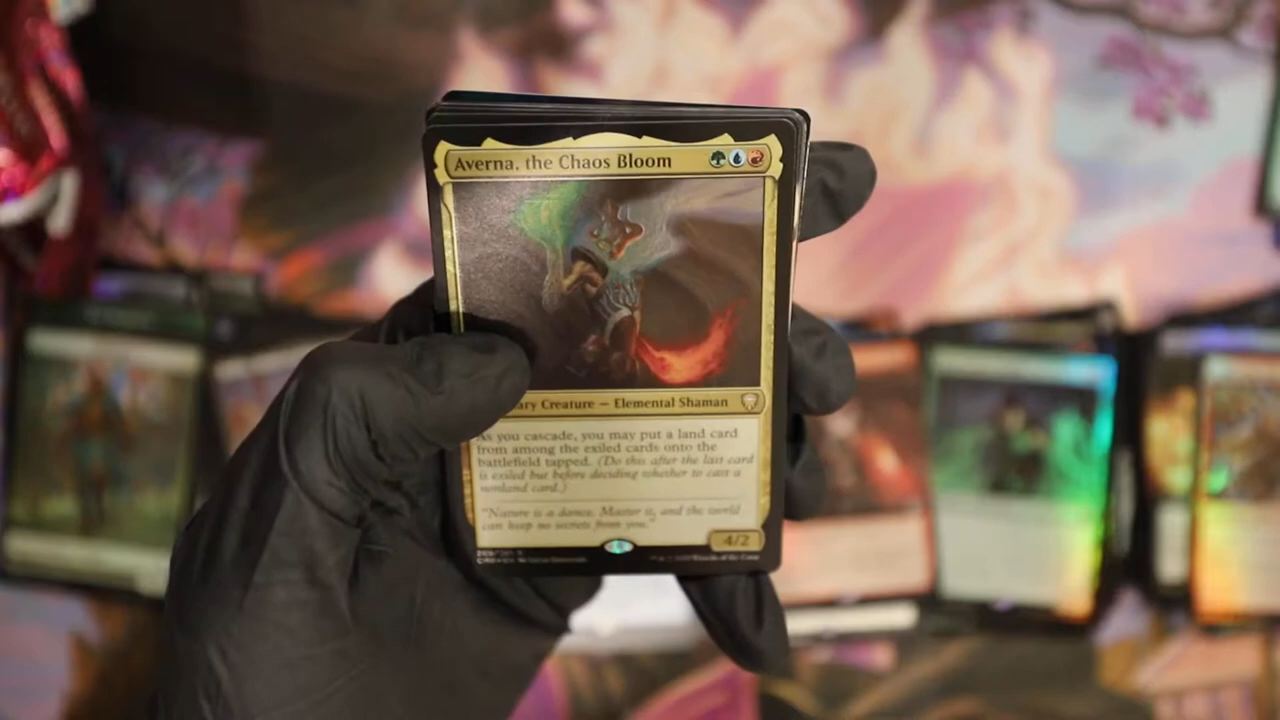 Averna, the Chaos Bloom
ary Creature — Elemental Shaman
As you cascade, you may put a land card
from among the exiled cards onto the
battlefield tapped. (Do this after the last card
is exiled but before deciding whether to cast a
nonland card.)
"Nature is a dance. Master it, and the world
can keep no secrets from you."
4/2